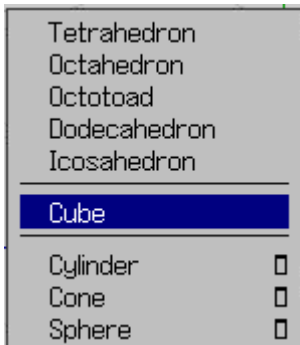 Tetrahedron
Octahedron
Octotoad
Dodecahedron
Icosahedron
Cube
Cylinder
Cone
Sphere